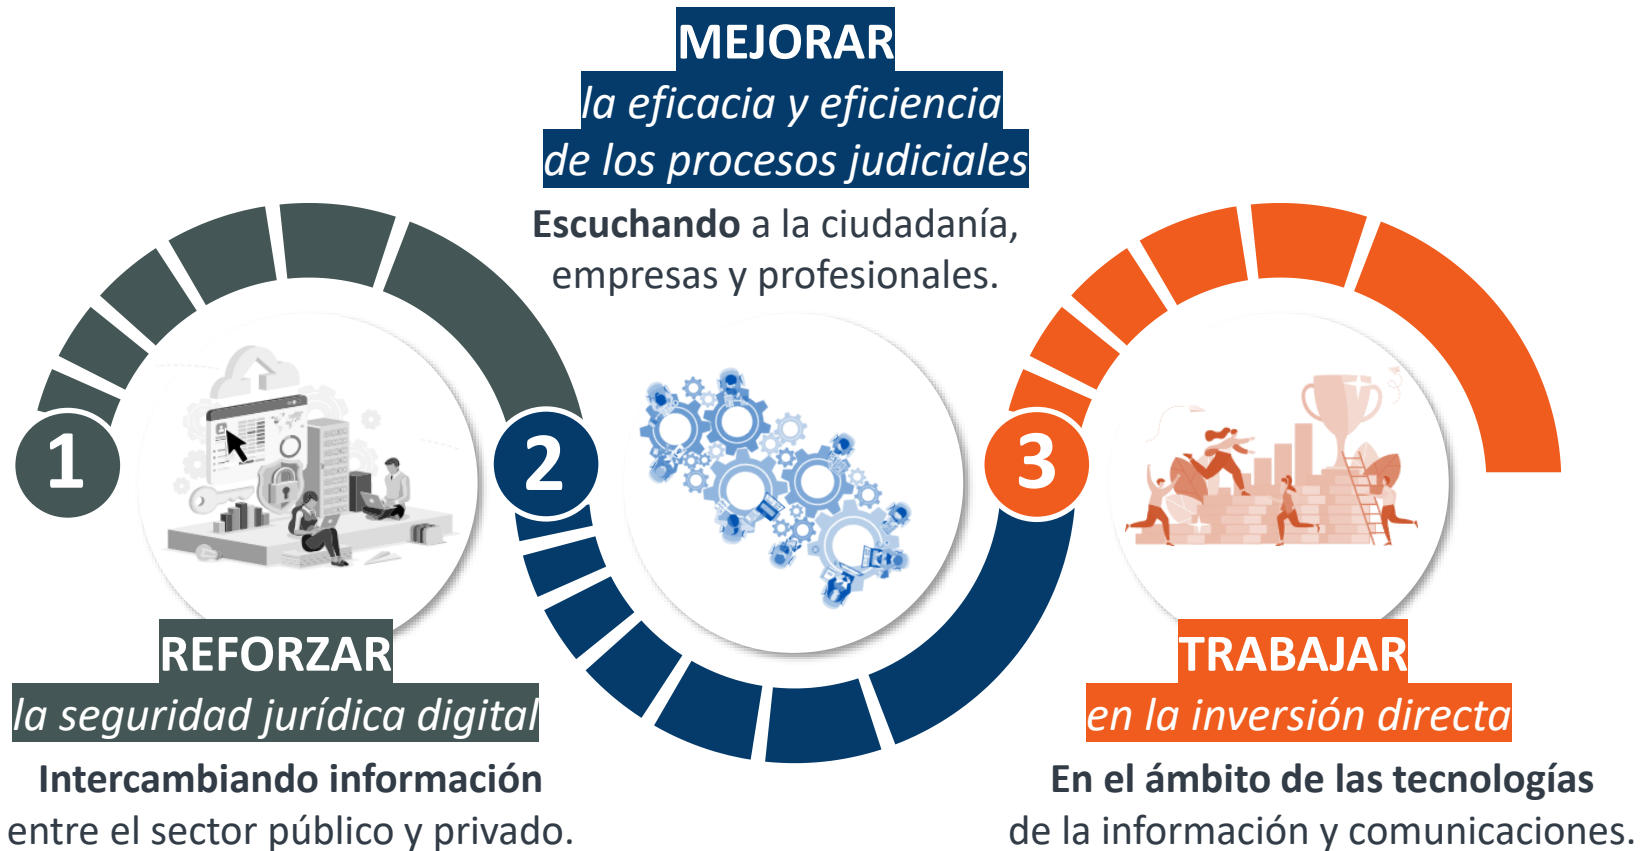 1
REFORZAR
la seguridad jurídica digital
Intercambiando información
entre el sector público y privado.
2
MEJORAR
la eficacia y eficiencia
de los procesos judiciales
Escuchando a la ciudadanía,
empresas y profesionales.
3
TRABAJAR
en la inversión directa
En el ámbito de las tecnologías
de la información y comunicaciones.